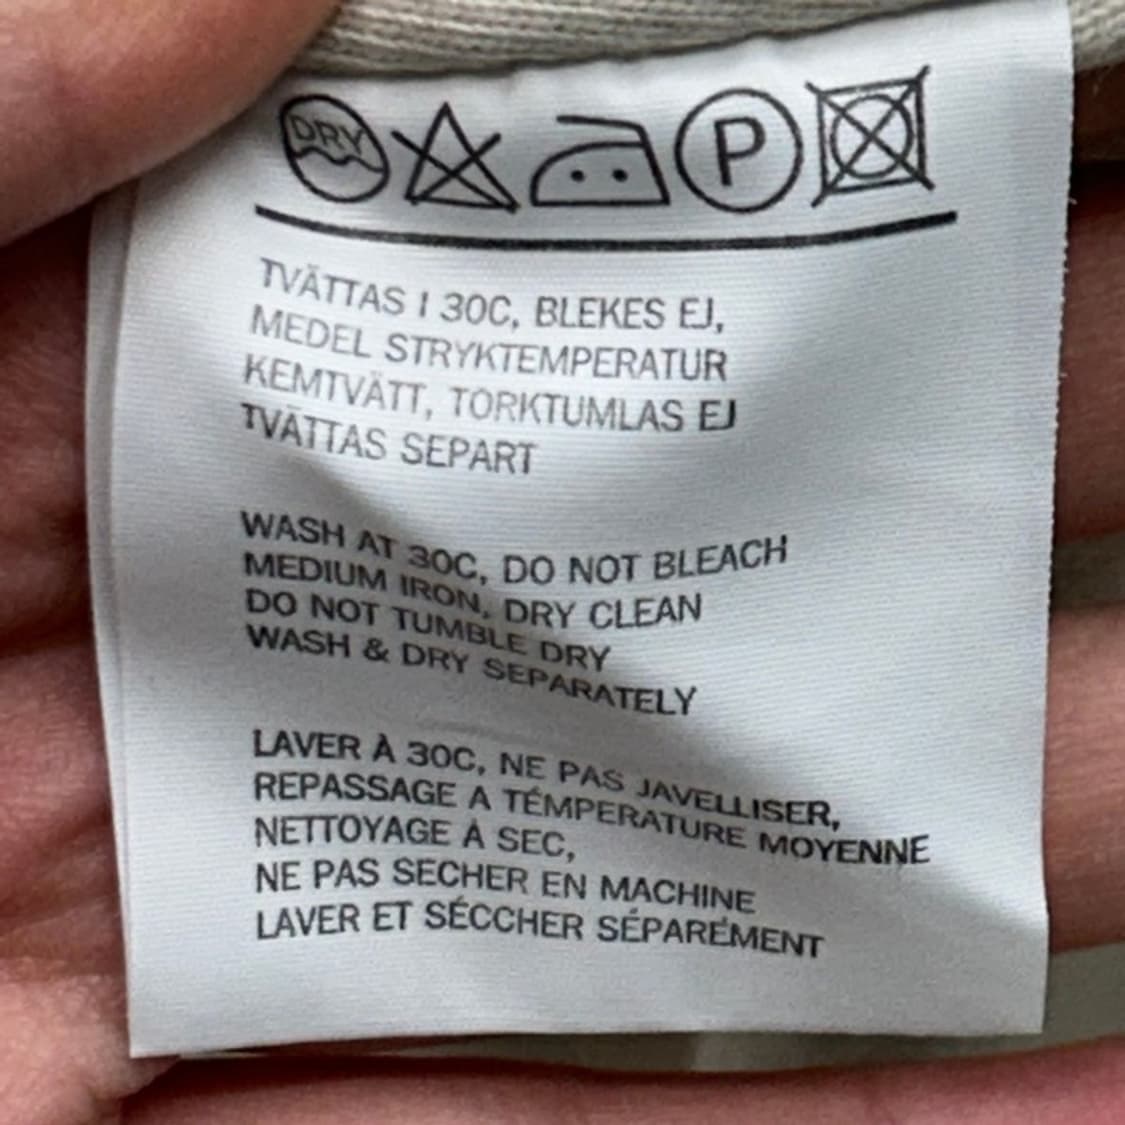 DRY P
TVÄTTAS I 30C, BLEKES EJ,
MEDEL STRYKTEMPERATUR
KEMTVÄTT, TORKTUMLAS EJ
TVÄTTAS SEPART
WASH AT 30C, DO NOT BLEACH
MEDIUM IRON, DRY CLEAN
DO NOT TUMBLE DRY
WASH & DRY SEPARATELY
LAVER À 30C, NE PAS JAVELLISER,
REPASSAGE A TÉMPERATURE MOYENNE
NETTOYAGE À SEC,
NE PAS SECHER EN MACHINE
LAVER ET SÉCCHER SÉPARÉMENT